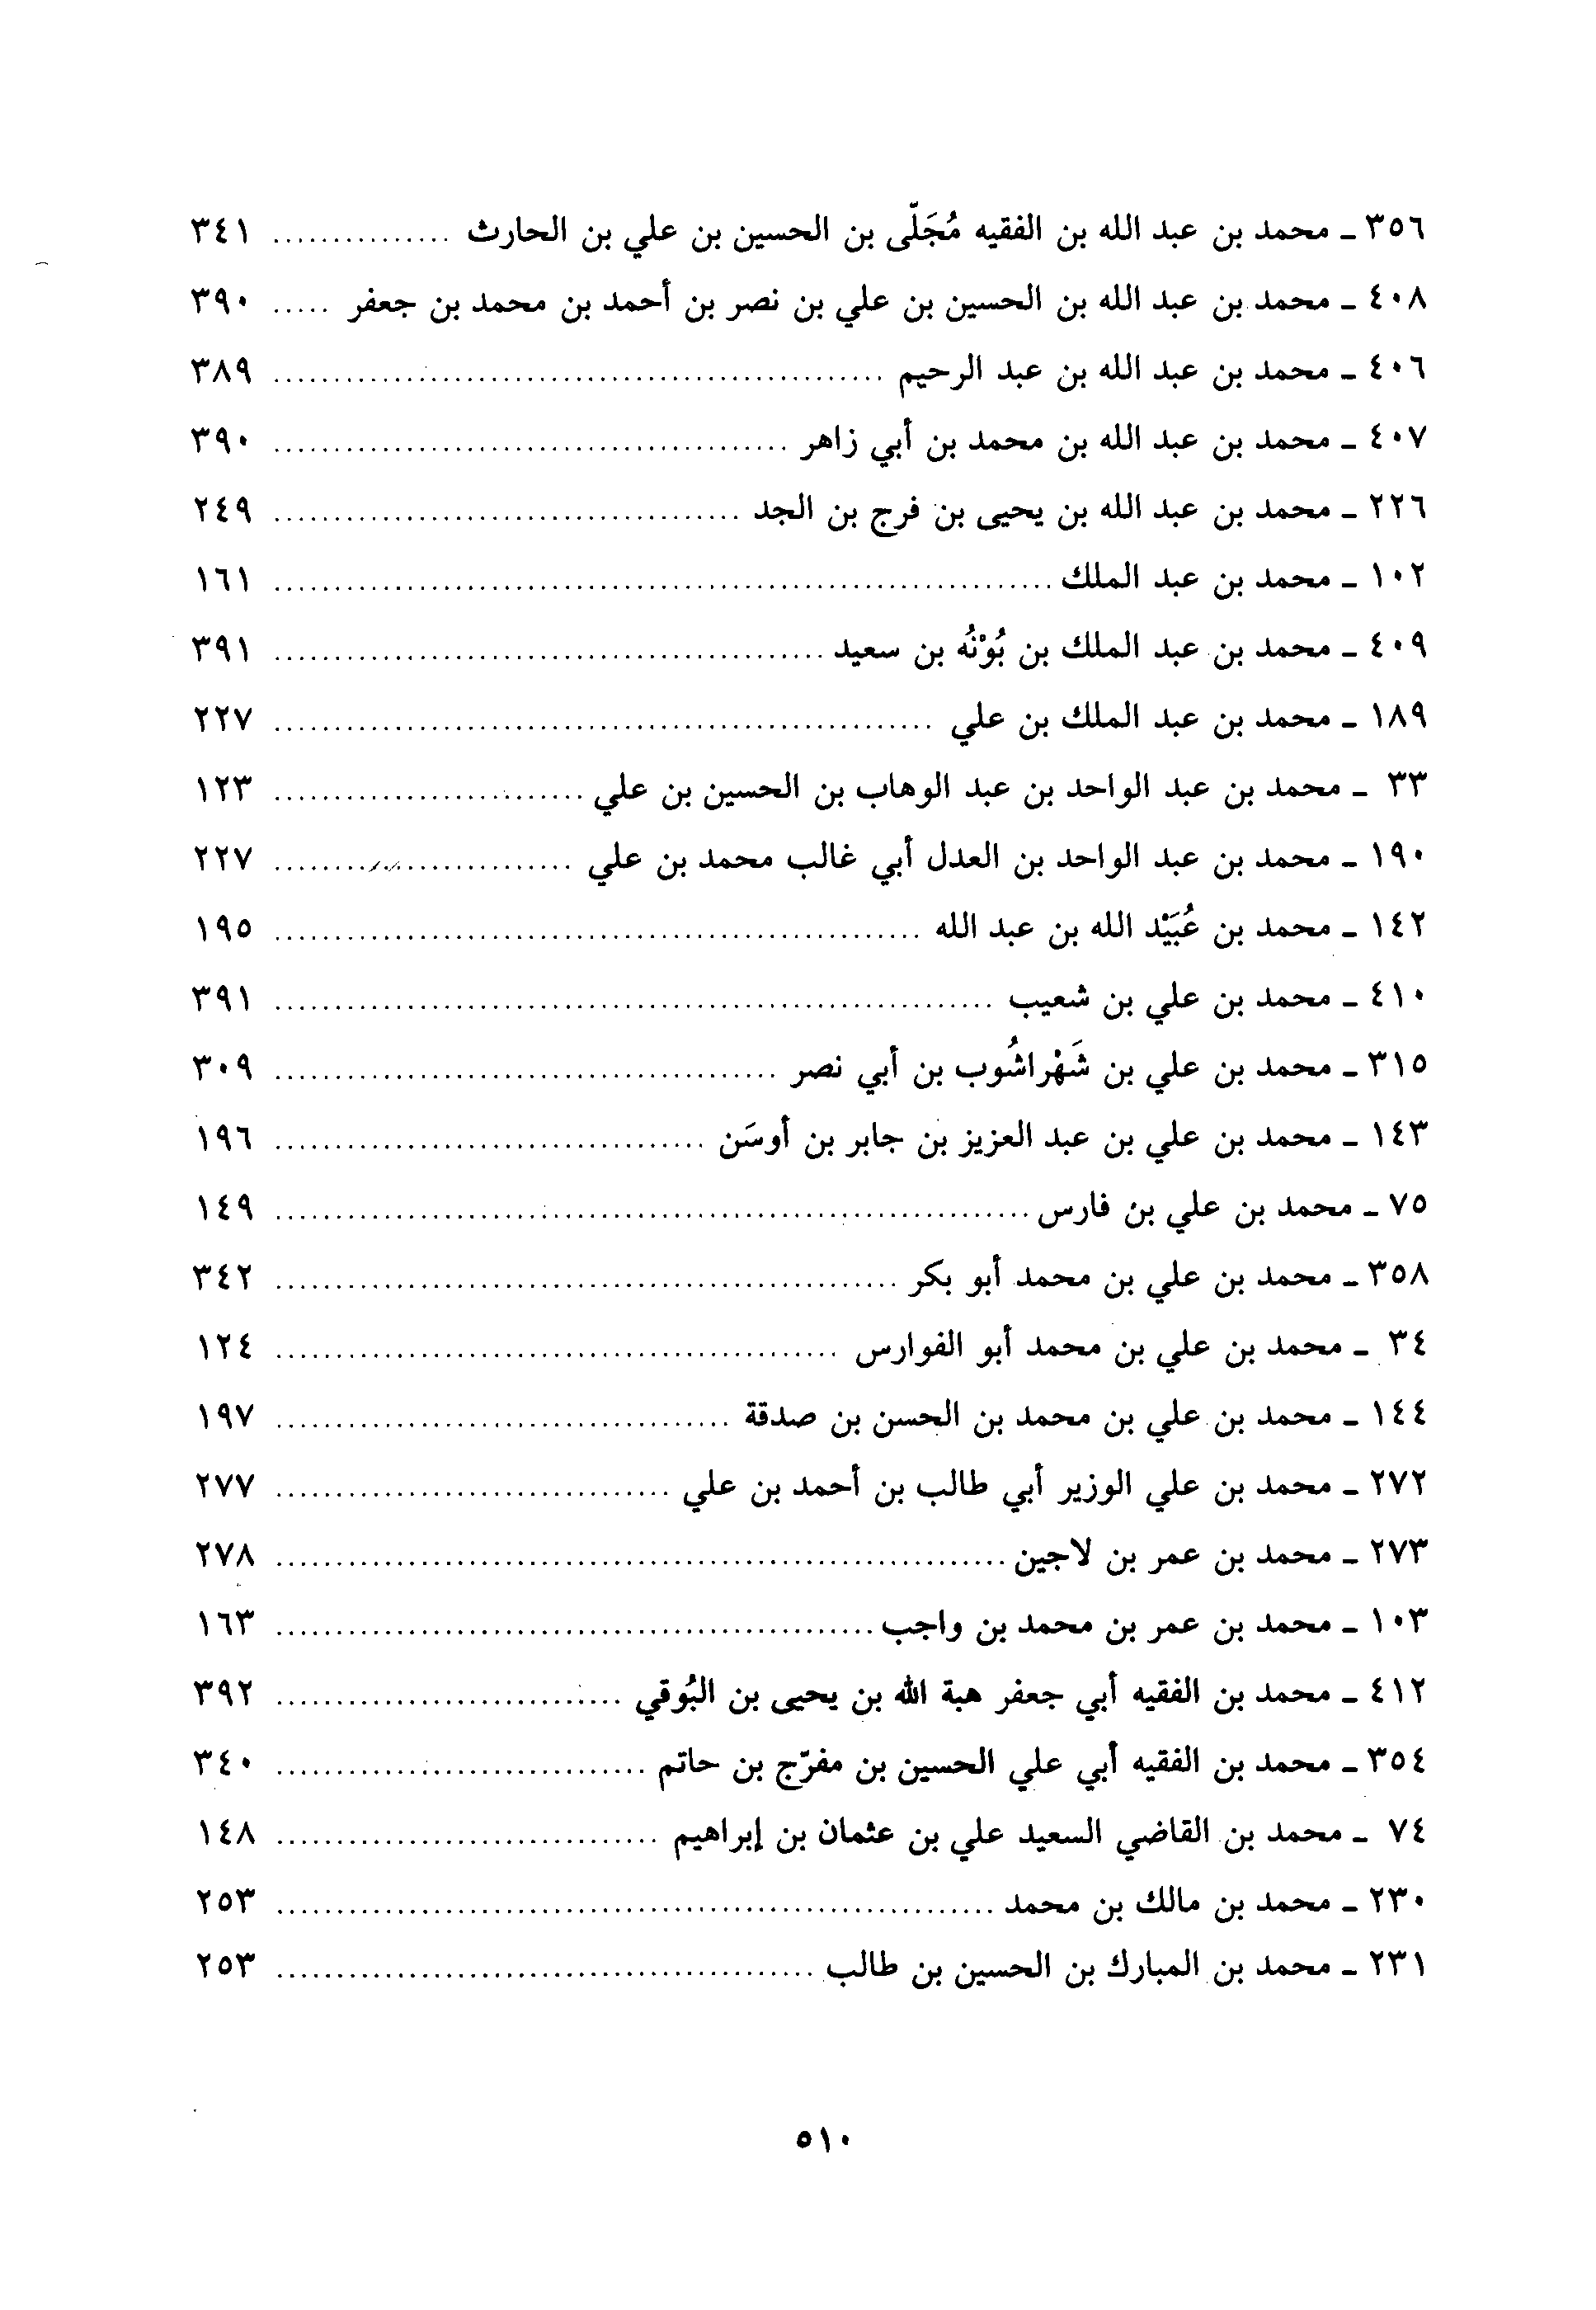 ٣٥٦ ـ محمد بن عبد الله بن الفقيه مُجَلّى بن الحسين بن علي بن الحارث ............... ٣٤١
٤٠٨ ـ محمد بن عبد الله بن الحسين بن علي بن نصر بن أحمد بن محمد بن جعفر ..... ٣٩٠
٤٠٦ ـ محمد بن عبد الله بن عبد الرحيم ............... ٣٨٩
٤٠٧ ـ محمد بن عبد الله بن محمد بن أبي زاهر ............... ٣٩٠
٢٢٦ ـ محمد بن عبد الله بن يحيى بن فرج بن الجد ............... ٢٤٩
١٠٢ ـ محمد بن عبد الملك ............... ١٦١
٤٠٩ ـ محمد بن عبد الملك بن بُوْنُه بن سعيد ............... ٣٩١
١٨٩ ـ محمد بن عبد الملك بن علي ............... ٢٢٧
٣٣ ـ محمد بن عبد الواحد بن عبد الوهاب بن الحسين بن علي ............... ١٢٣
١٩٠ ـ محمد بن عبد الواحد بن العدل أبي غالب محمد بن علي ............... ٢٢٧
١٤٢ ـ محمد بن عُبَيْد الله بن عبد الله ............... ١٩٥
٤١٠ ـ محمد بن علي بن شعيب ............... ٣٩١
٣١٥ ـ محمد بن علي بن شَهْراشُوب بن أبي نصر ............... ٣٠٩
١٤٣ ـ محمد بن علي بن عبد العزيز بن جابر بن أوسَن ............... ١٩٦
٧٥ ـ محمد بن علي بن فارس ............... ١٤٩
٣٥٨ ـ محمد بن علي بن محمد أبو بكر ............... ٣٤٢
٣٤ ـ محمد بن علي بن محمد أبو الفوارس ............... ١٢٤
١٤٤ ـ محمد بن علي بن محمد بن الحسن بن صدقة ............... ١٩٧
٢٧٢ ـ محمد بن علي الوزير أبي طالب بن أحمد بن علي ............... ٢٧٧
٢٧٣ ـ محمد بن عمر بن لاجين ............... ٢٧٨
١٠٣ ـ محمد بن عمر بن محمد بن واجب ............... ١٦٣
٤١٢ ـ محمد بن الفقيه أبي جعفر هبة الله بن يحيى بن البُوقي ............... ٣٩٢
٣٥٤ ـ محمد بن الفقيه أبي علي الحسين بن مفرّج بن حاتم ............... ٣٤٠
٧٤ ـ محمد بن القاضي السعيد علي بن عثمان بن إبراهيم ............... ١٤٨
٢٣٠ ـ محمد بن مالك بن محمد ............... ٢٥٣
٢٣١ ـ محمد بن المبارك بن الحسين بن طالب ............... ٢٥٣
٥١٠